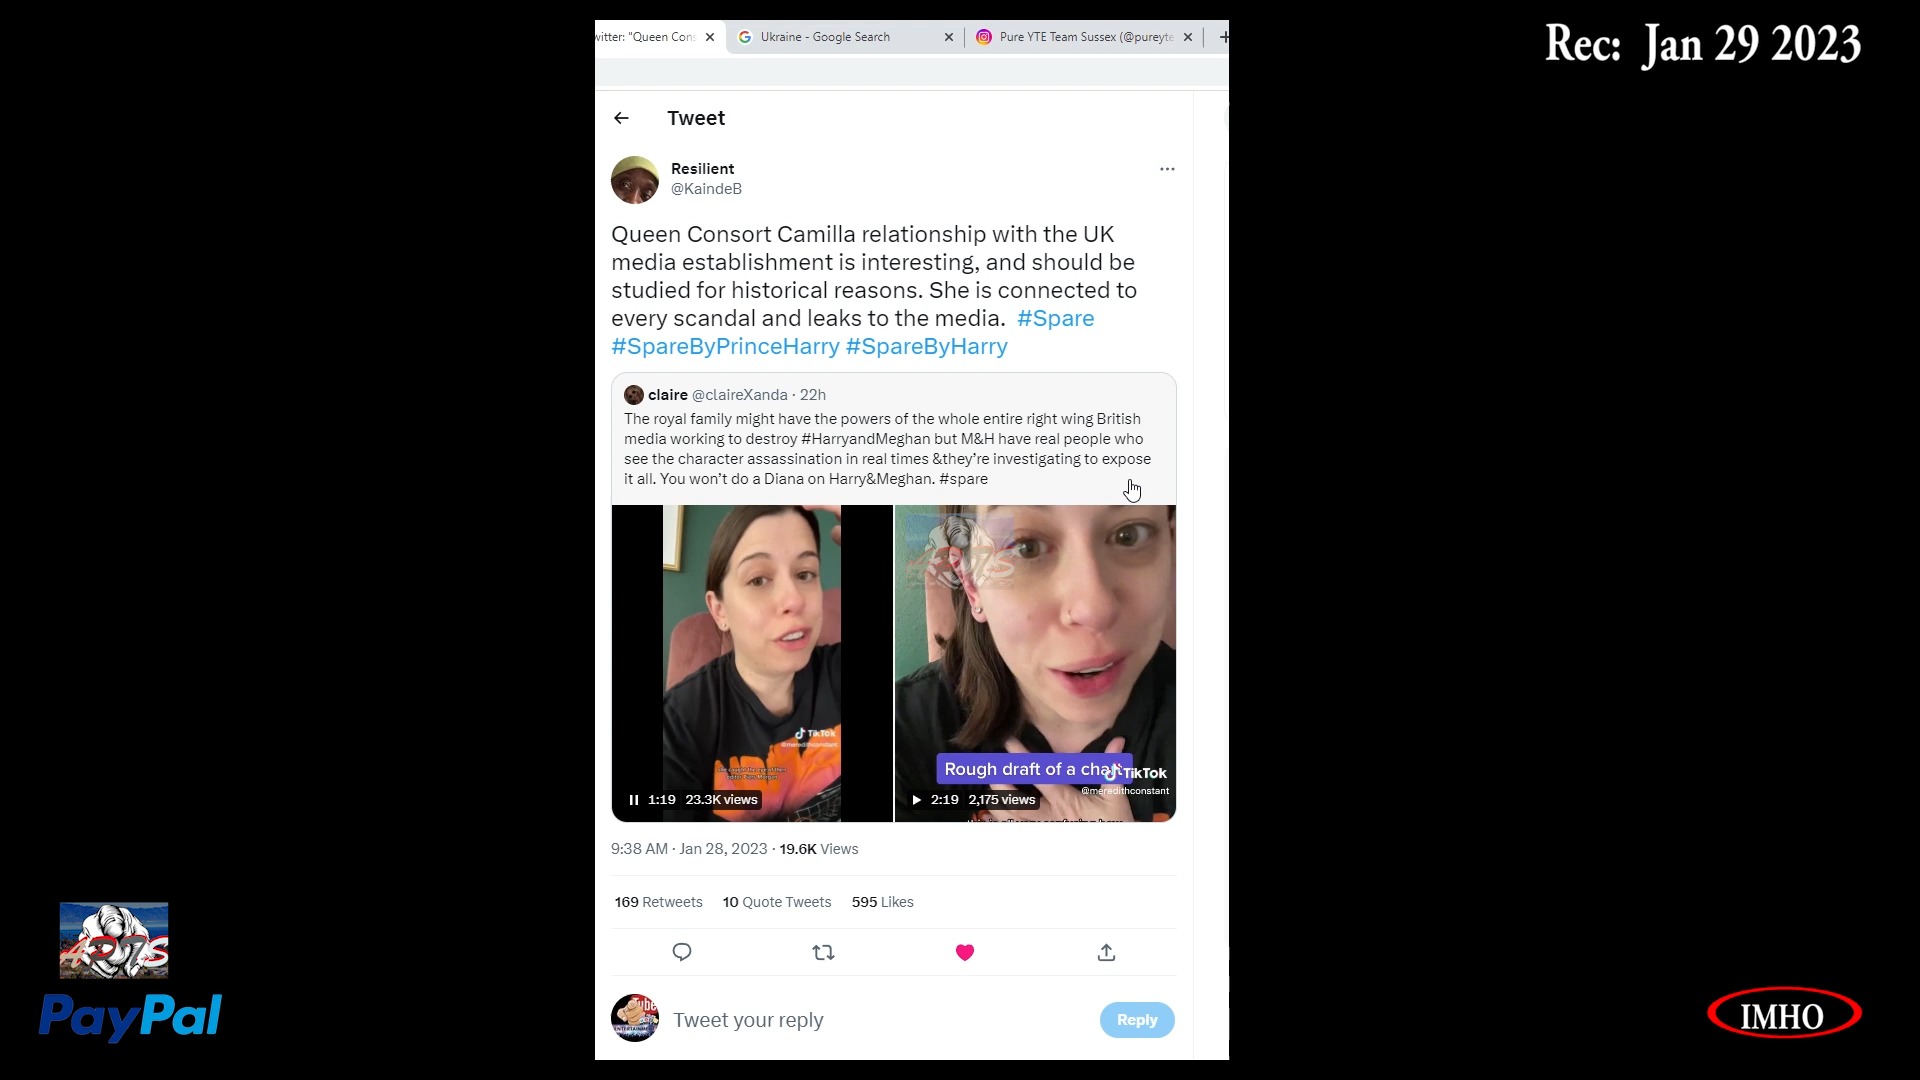 Rec: Jan 29 2023
witter: "Queen Cons
Ukraine - Google Search
Pure YTE Team Sussex (@pureyte
Tweet
Resilient
@KaindeB
Queen Consort Camilla relationship with the UK
media establishment is interesting, and should be
studied for historical reasons. She is connected to
every scandal and leaks to the media. #Spare
#SpareByPrinceHarry #SpareByHarry
claire @claireXanda · 22h
The royal family might have the powers of the whole entire right wing British
media working to destroy #HarryandMeghan but M&H have real people who
see the character assassination in real times &they're investigating to expose
it all. You won't do a Diana on Harry&Meghan. #spare
TikTok
@meredithconstant
1:19 23.3K views
Rough draft of a chart
TikTok
@meredithconstant
2:19 2,175 views
9:38 AM · Jan 28, 2023 · 19.6K Views
169 Retweets 10 Quote Tweets 595 Likes
Tweet your reply
Reply
PayPal
IMHO